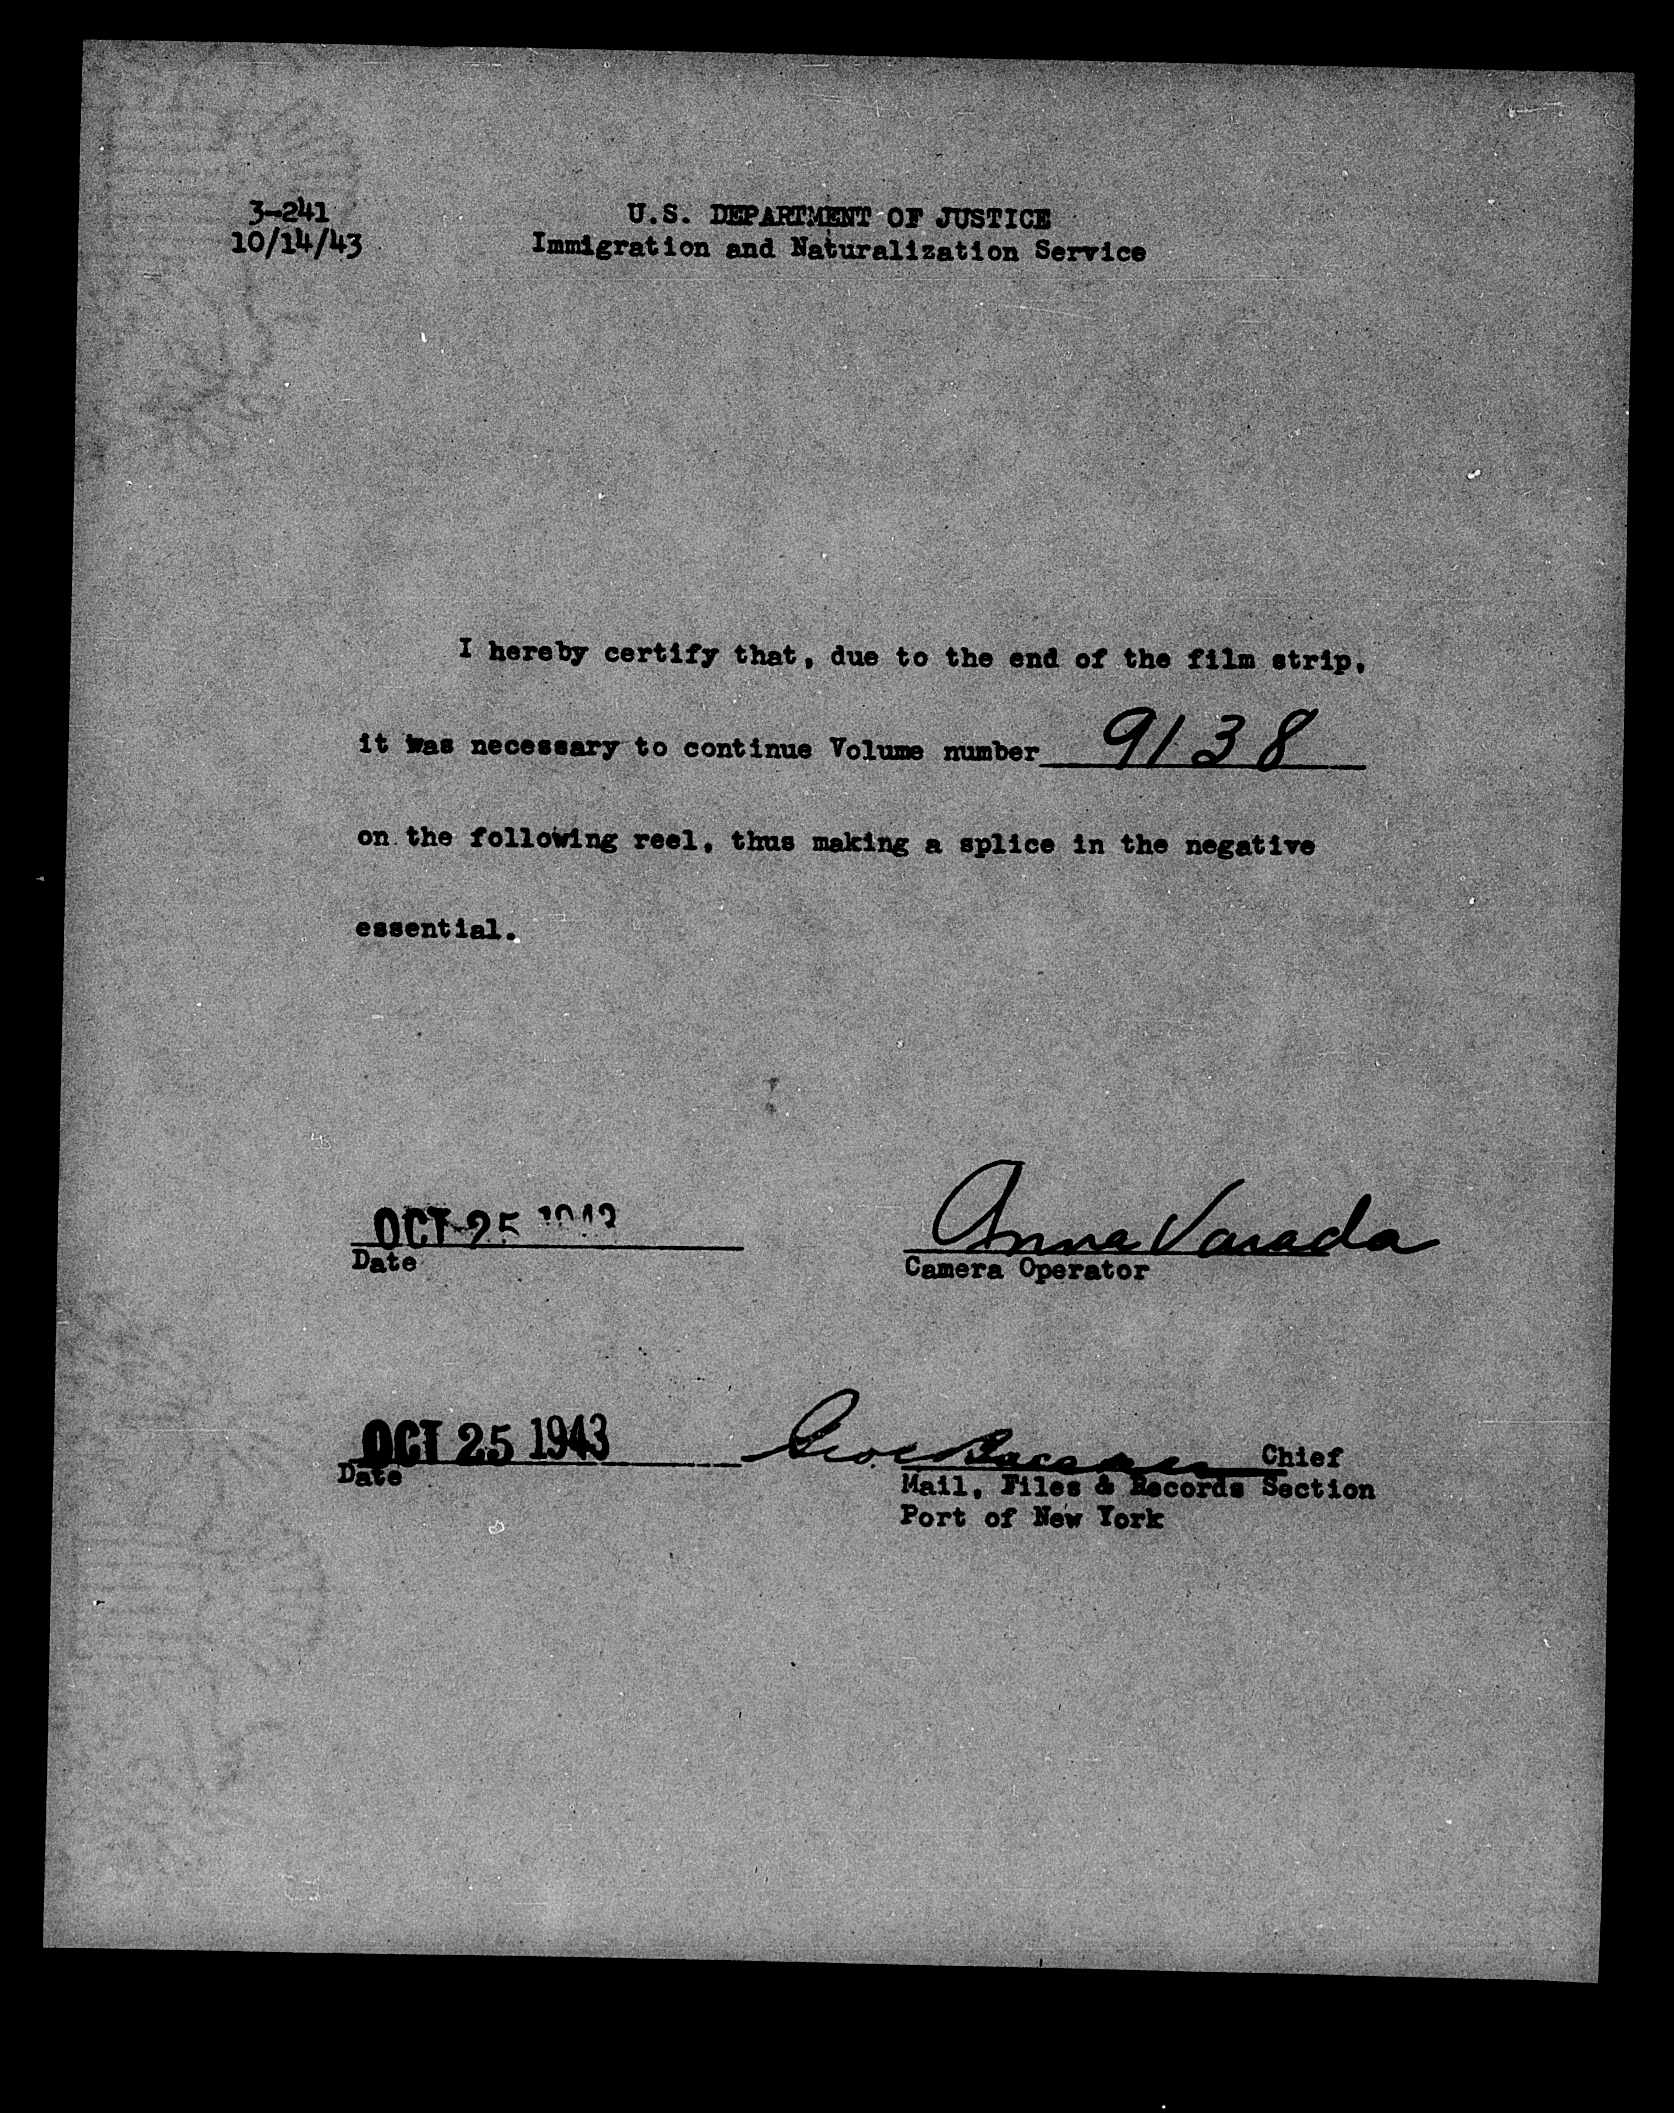 3-241
10/14/43
U.S. DEPARTMENT OF JUSTICE
Immigration and Naturalization Service
I hereby certify that, due to the end of the film strip,
it was necessary to continue Volume number 9138
on the following reel, thus making a splice in the negative
essential.
OCT 25 1943
Date
Anna Varada
Camera Operator
OCT 25 1943
Date
Chief
Mail, Files & Records Section
Port of New York